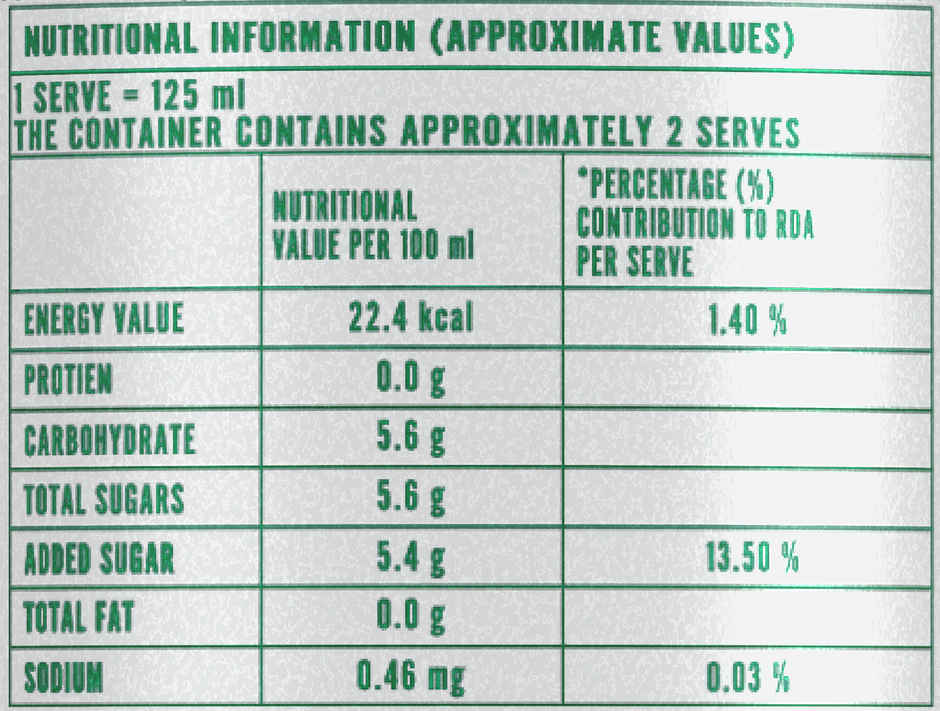 NUTRITIONAL INFORMATION (APPROXIMATE VALUES)
1 SERVE = 125 ml
THE CONTAINER CONTAINS APPROXIMATELY 2 SERVES
NUTRITIONAL
VALUE PER 100 ml
*PERCENTAGE (%)
CONTRIBUTION TO RDA
PER SERVE
ENERGY VALUE 22.4 kcal 1.40 %
PROTIEN 0.0 g
CARBOHYDRATE 5.6 g
TOTAL SUGARS 5.6 g
ADDED SUGAR 5.4 g 13.50 %
TOTAL FAT 0.0 g
SODIUM 0.46 mg 0.03 %